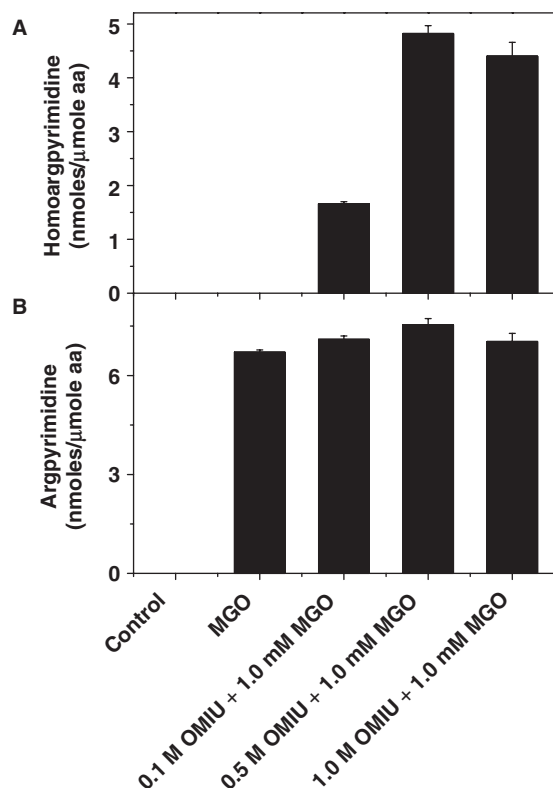 A
Homoargpyrimidine
(nmoles/μmole aa)
5
4
3
2
1
0
B
Argpyrimidine
(nmoles/μmole aa)
6
3
0
Control
MGO
0.1 M OMIU + 1.0 mM MGO
0.5 M OMIU + 1.0 mM MGO
1.0 M OMIU + 1.0 mM MGO